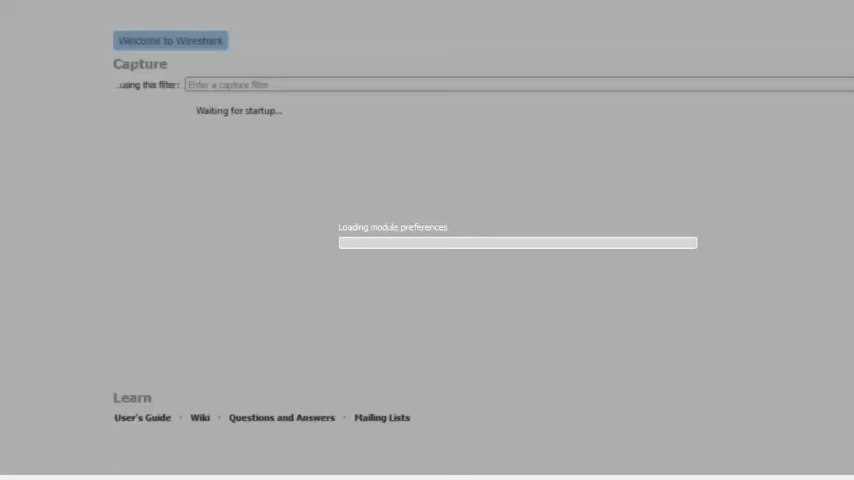 Welcome to Wireshark
Capture
...using this filter: Enter a capture filter
Waiting for startup...
Loading module preferences
Learn
User's Guide · Wiki · Questions and Answers · Mailing Lists